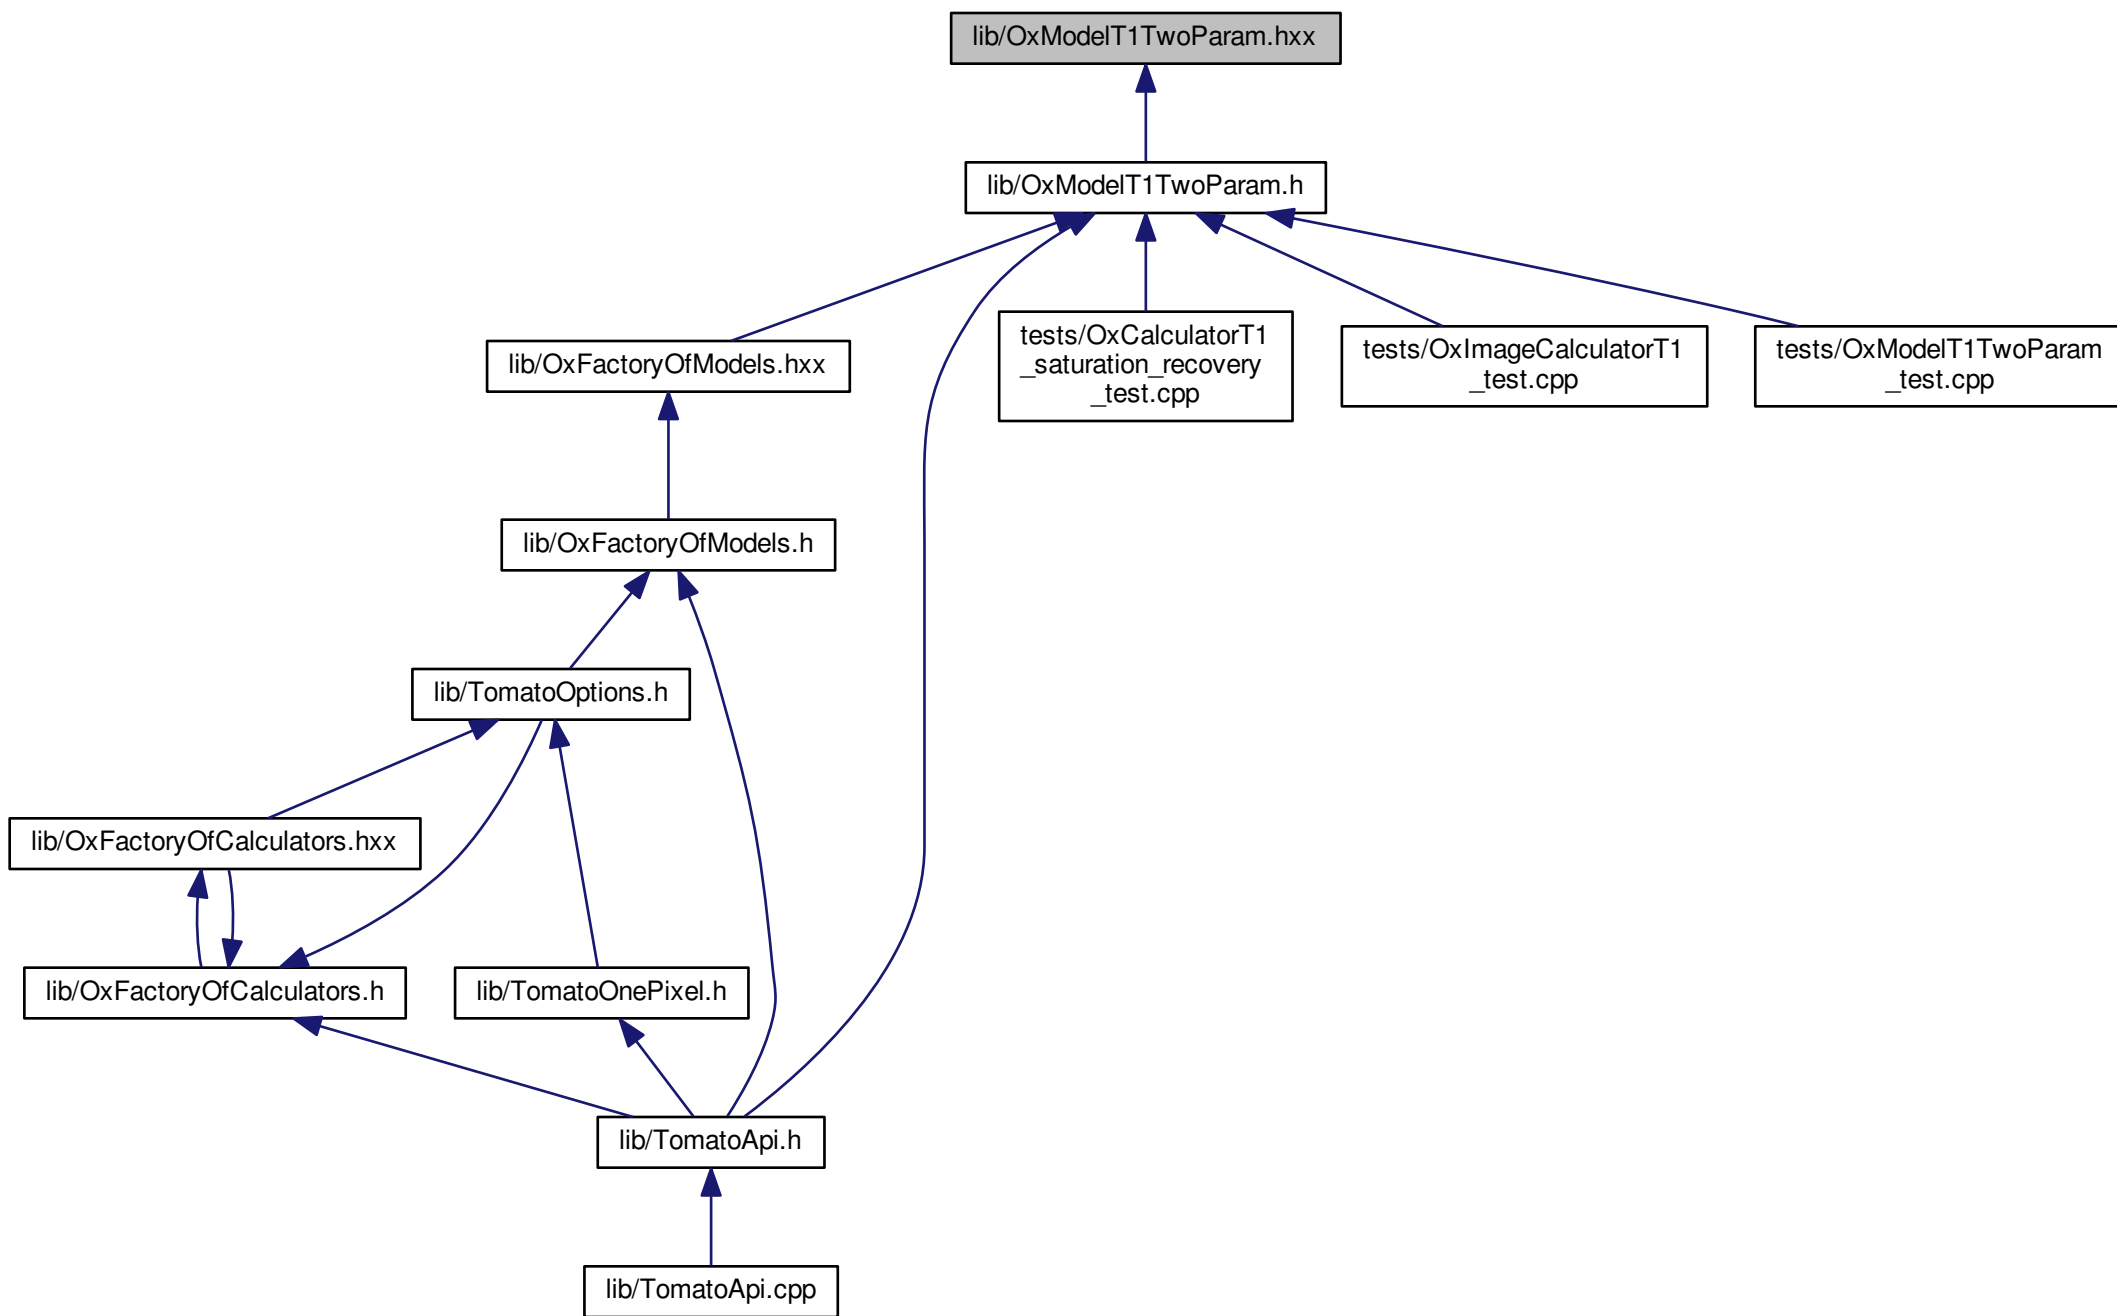 lib/OxModelT1TwoParam.hxx
lib/OxModelT1TwoParam.h
lib/OxFactoryOfModels.hxx
tests/OxCalculatorT1
_saturation_recovery
_test.cpp
tests/OxImageCalculatorT1
_test.cpp
tests/OxModelT1TwoParam
_test.cpp
lib/OxFactoryOfModels.h
lib/TomatoOptions.h
lib/OxFactoryOfCalculators.hxx
lib/OxFactoryOfCalculators.h
lib/TomatoOnePixel.h
lib/TomatoApi.h
lib/TomatoApi.cpp